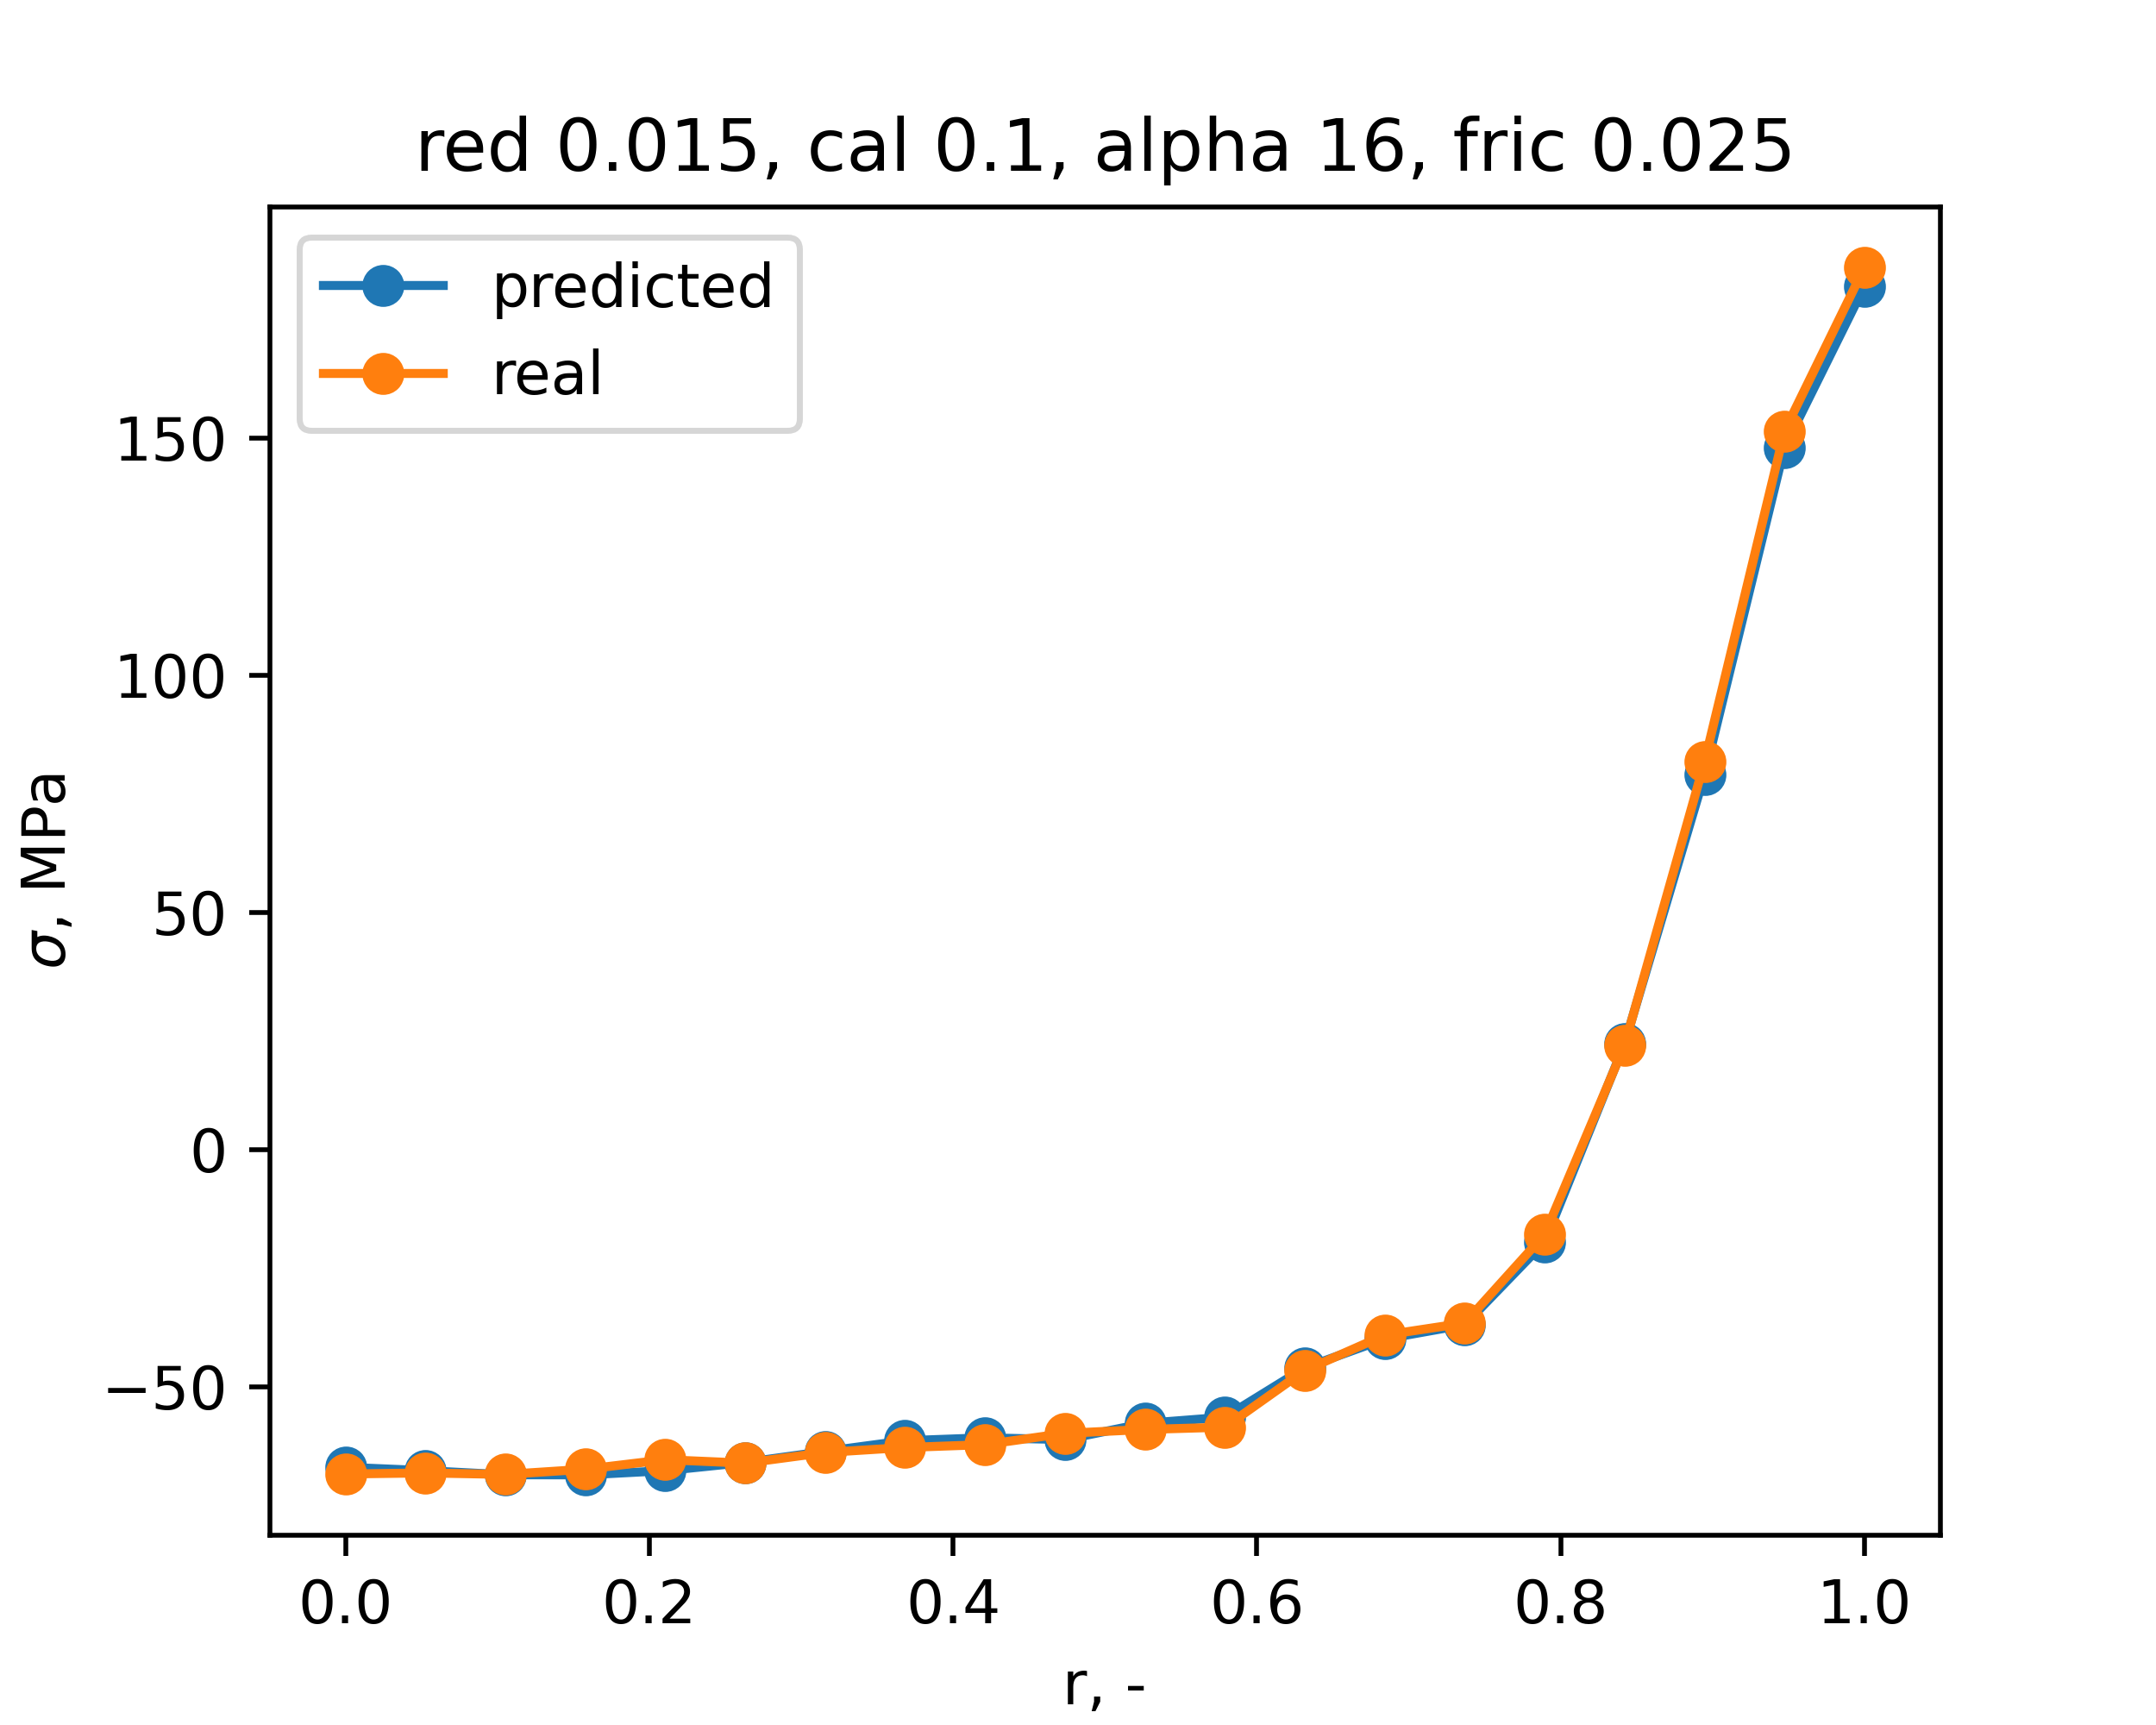 red 0.015, cal 0.1, alpha 16, fric 0.025
predicted
real
150
100
50
0
−50
σ, MPa
0.0 0.2 0.4 0.6 0.8 1.0
r, -